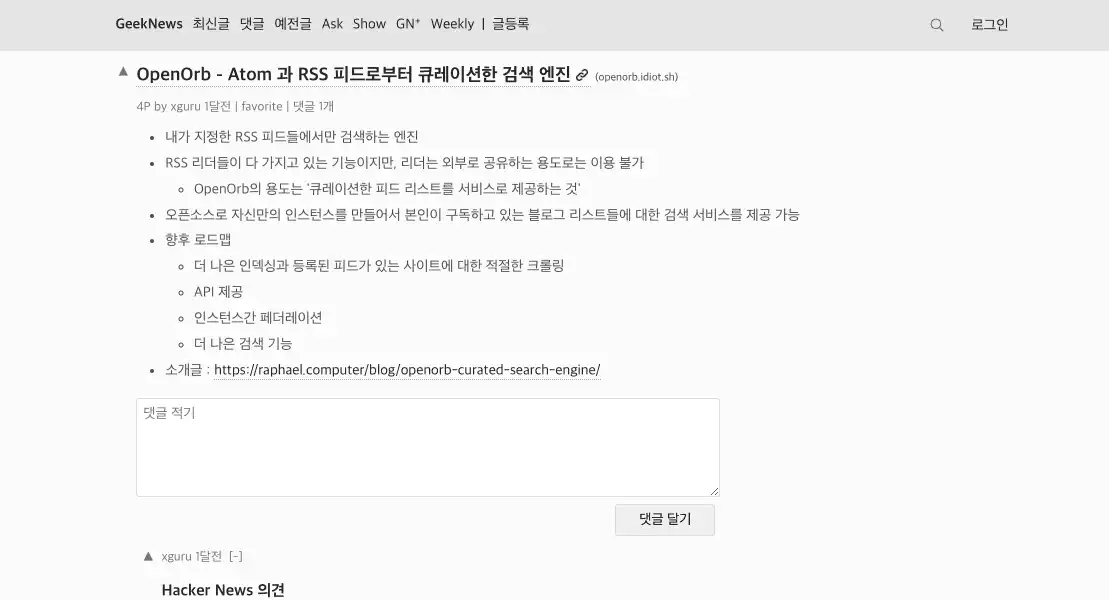 GeekNews 최신글 댓글 예전글 Ask Show GN⁺ Weekly | 글등록 로그인
▲ OpenOrb - Atom 과 RSS 피드로부터 큐레이션한 검색 엔진 (openorb.idiot.sh)
4P by xguru 1달전 | favorite | 댓글 1개
• 내가 지정한 RSS 피드들에서만 검색하는 엔진
• RSS 리더들이 다 가지고 있는 기능이지만, 리더는 외부로 공유하는 용도로는 이용 불가
◦ OpenOrb의 용도는 '큐레이션한 피드 리스트를 서비스로 제공하는 것'
• 오픈소스로 자신만의 인스턴스를 만들어서 본인이 구독하고 있는 블로그 리스트들에 대한 검색 서비스를 제공 가능
• 향후 로드맵
◦ 더 나은 인덱싱과 등록된 피드가 있는 사이트에 대한 적절한 크롤링
◦ API 제공
◦ 인스턴스간 페더레이션
◦ 더 나은 검색 기능
• 소개글 : https://raphael.computer/blog/openorb-curated-search-engine/
댓글 적기
댓글 달기
▲ xguru 1달전 [-]
Hacker News 의견